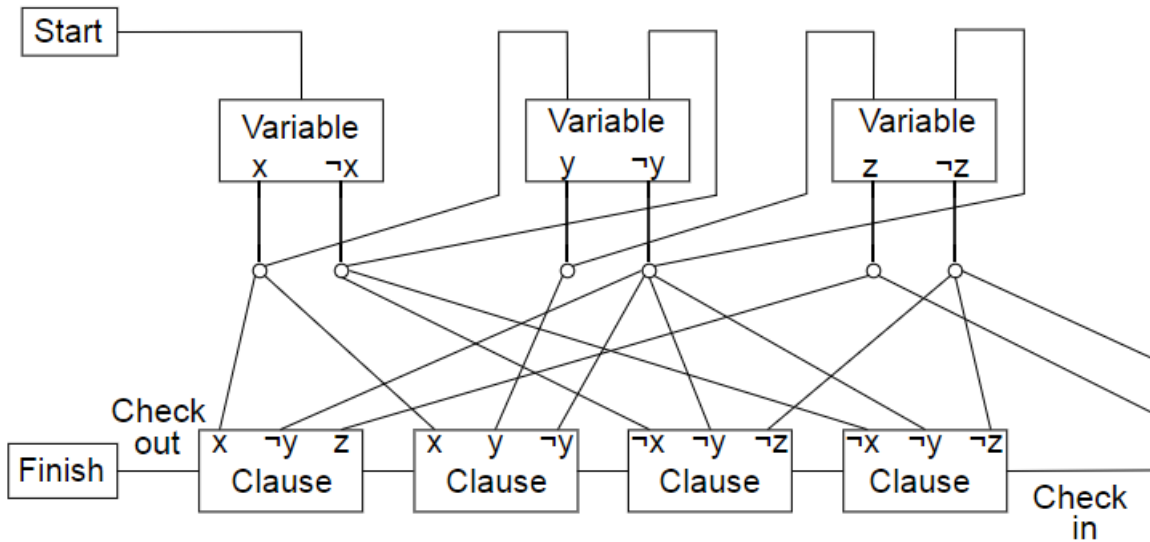 Start
Variable
x ¬x
Variable
y ¬y
Variable
z ¬z
Check
out
Finish
x ¬y z
Clause
x y ¬y
Clause
¬x ¬y ¬z
Clause
¬x ¬y ¬z
Clause
Check
in